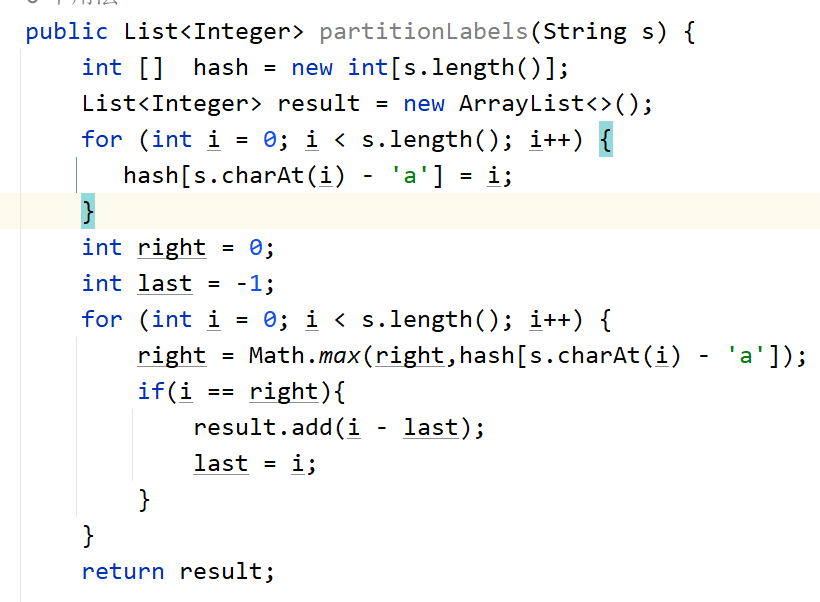 public List<Integer> partitionLabels(String s) {
int [] hash = new int[s.length()];
List<Integer> result = new ArrayList<>();
for (int i = 0; i < s.length(); i++) {
hash[s.charAt(i) - 'a'] = i;
}
int right = 0;
int last = -1;
for (int i = 0; i < s.length(); i++) {
right = Math.max(right,hash[s.charAt(i) - 'a']);
if(i == right){
result.add(i - last);
last = i;
}
}
return result;